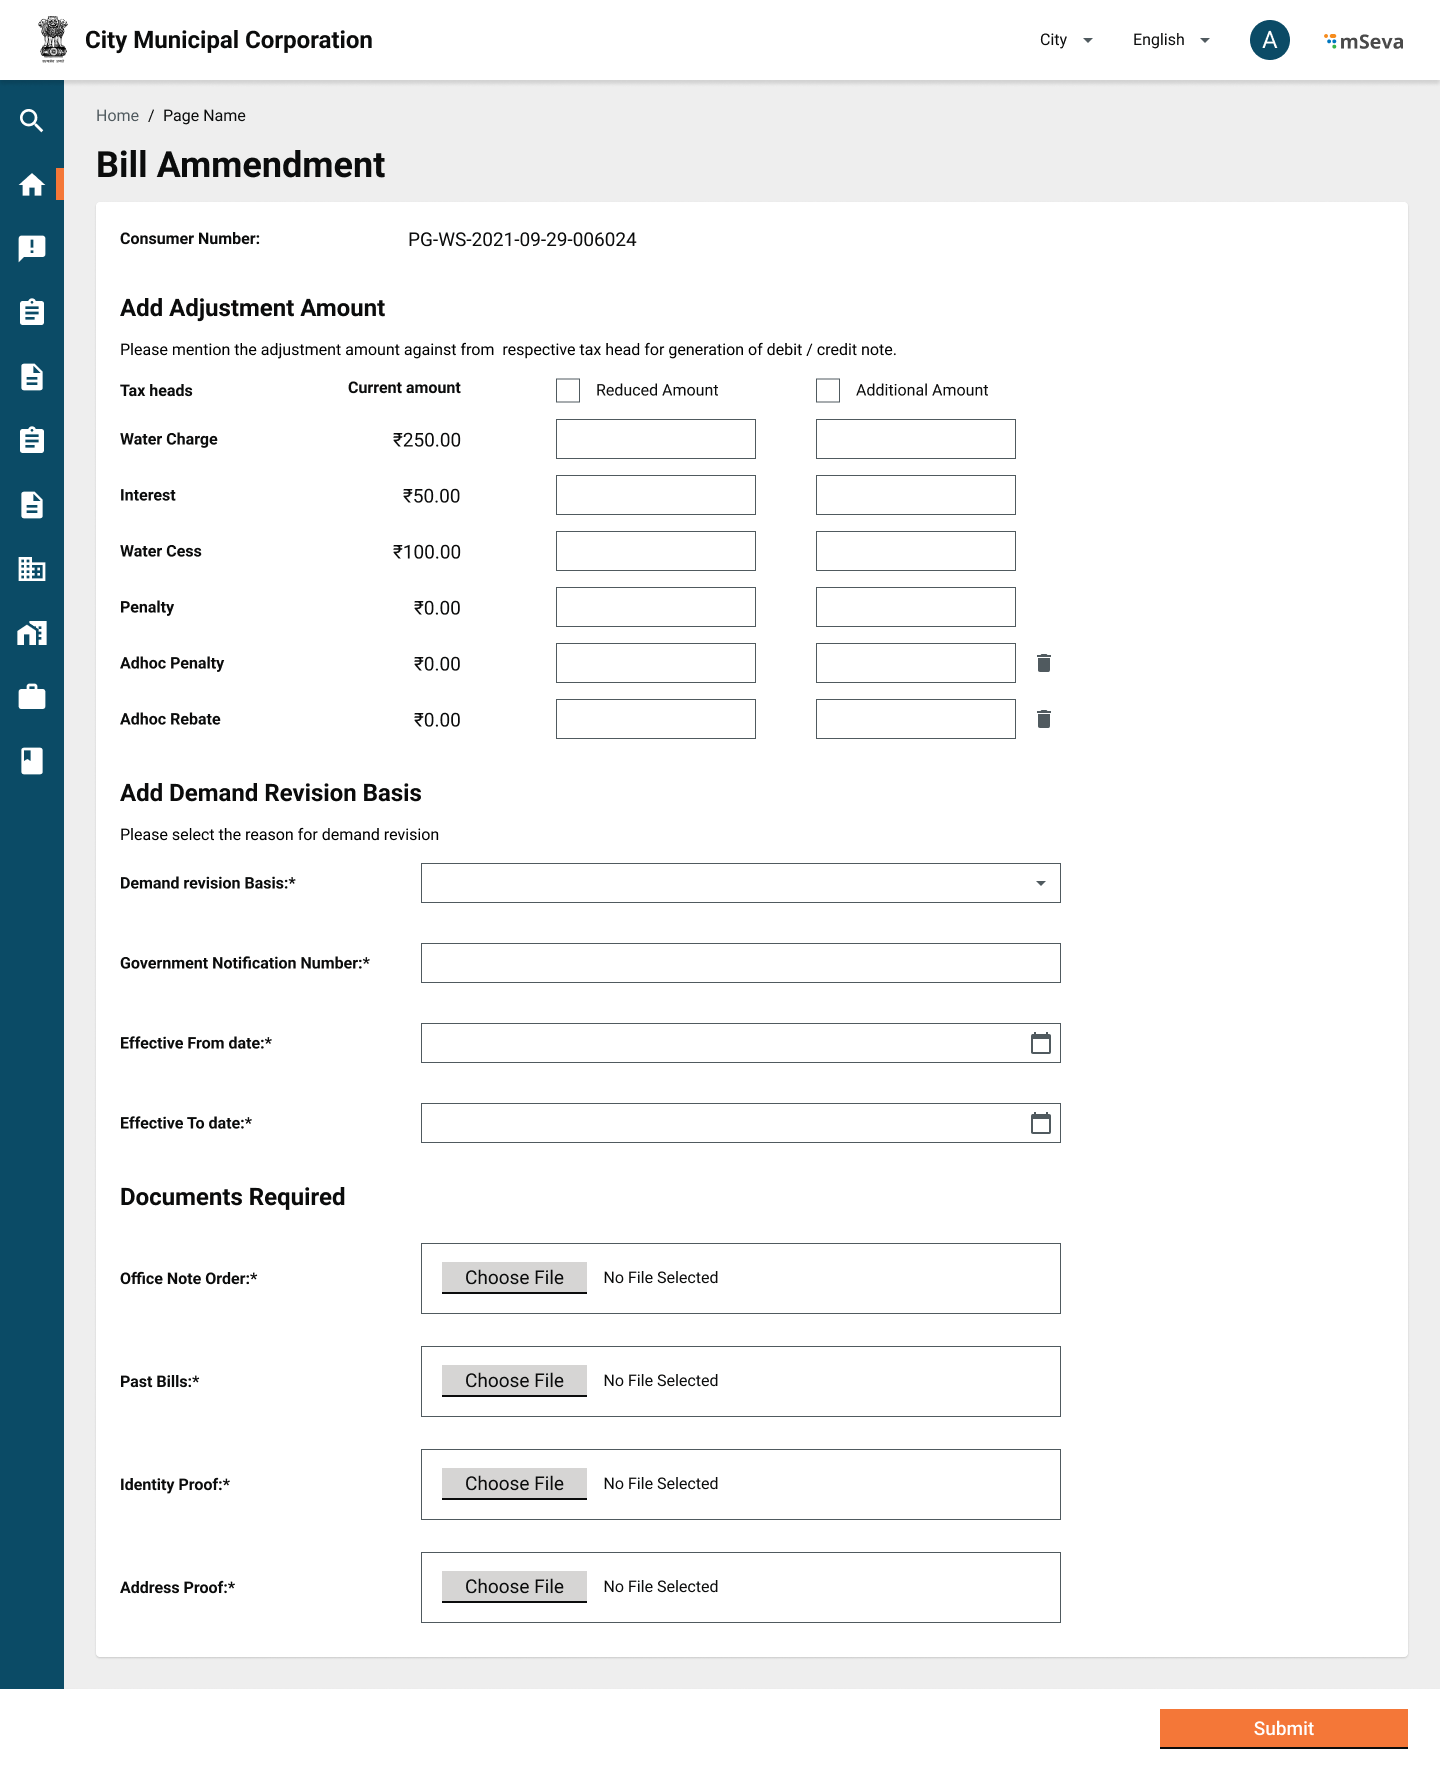 City Municipal Corporation
City
English
A
mSeva
Home / Page Name
Bill Ammendment
Consumer Number: PG-WS-2021-09-29-006024
Add Adjustment Amount
Please mention the adjustment amount against from  respective tax head for generation of debit / credit note.
Tax heads Current amount Reduced Amount Additional Amount
Water Charge ₹250.00
Interest ₹50.00
Water Cess ₹100.00
Penalty ₹0.00
Adhoc Penalty ₹0.00
Adhoc Rebate ₹0.00
Add Demand Revision Basis
Please select the reason for demand revision
Demand revision Basis:*
Government Notification Number:*
Effective From date:*
Effective To date:*
Documents Required
Office Note Order:* Choose File No File Selected
Past Bills:* Choose File No File Selected
Identity Proof:* Choose File No File Selected
Address Proof:* Choose File No File Selected
Submit